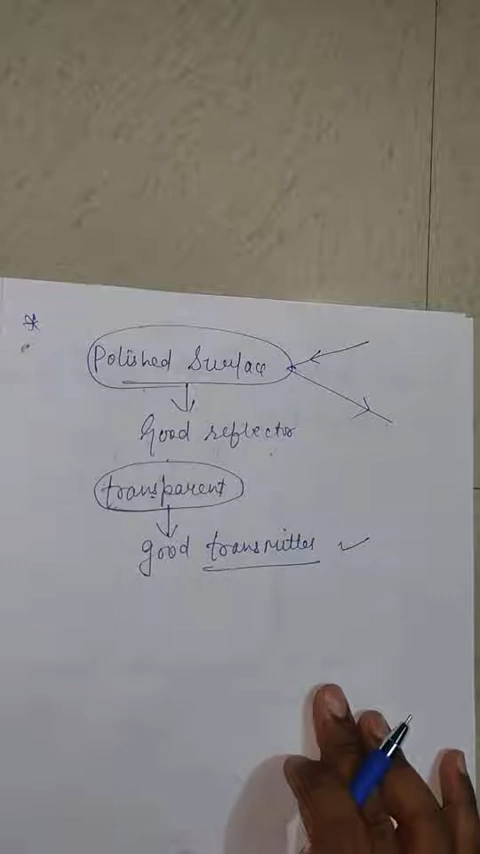 *
Polished Surface
Good reflector
transparent
good transmitter